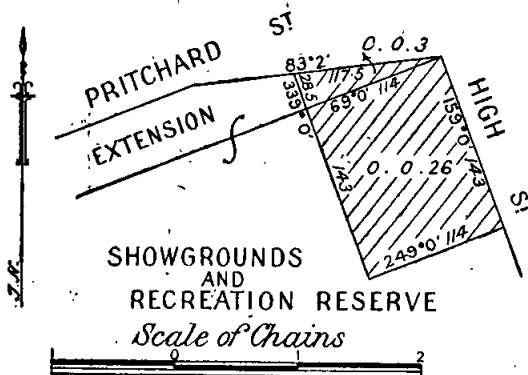 PRITCHARD ST
83°2'
0.0.3
28.5
117.5
339°0'
69°0' 114
EXTENSION
HIGH ST
159°0' 143
0.0.26
143
249°0' 114
SHOWGROUNDS
AND
RECREATION RESERVE
Scale of Chains
1 0 1 2